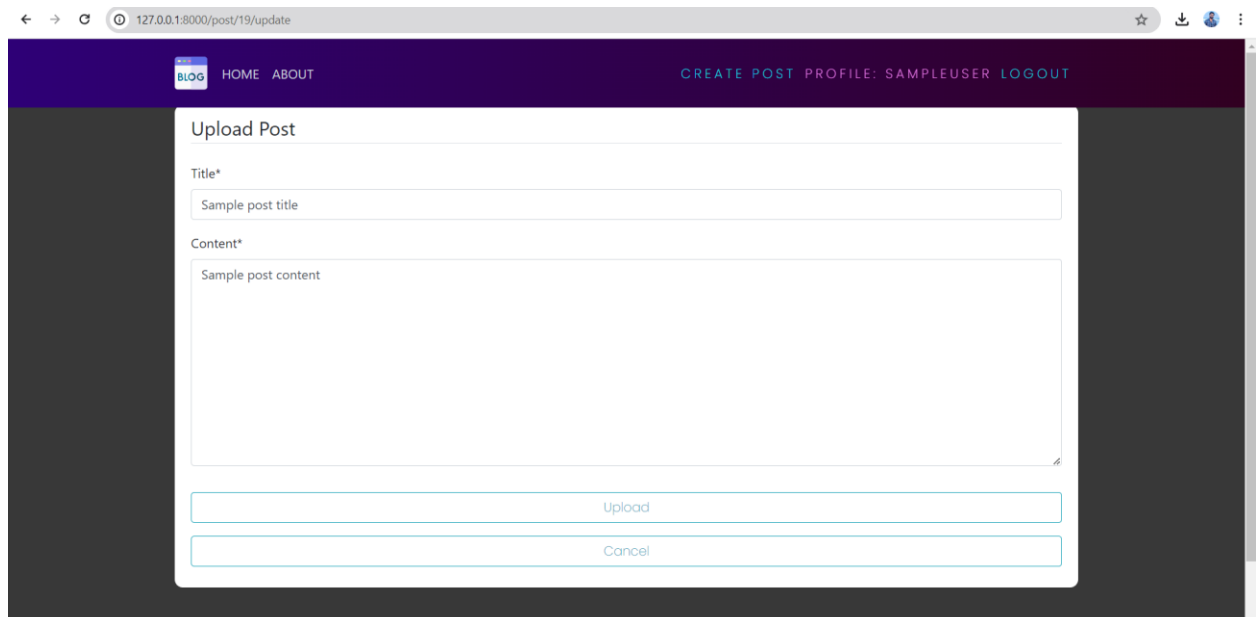 127.0.0.1:8000/post/19/update
BLOG HOME ABOUT CREATE POST PROFILE: SAMPLEUSER LOGOUT
Upload Post
Title*
Sample post title
Content*
Sample post content
Upload
Cancel